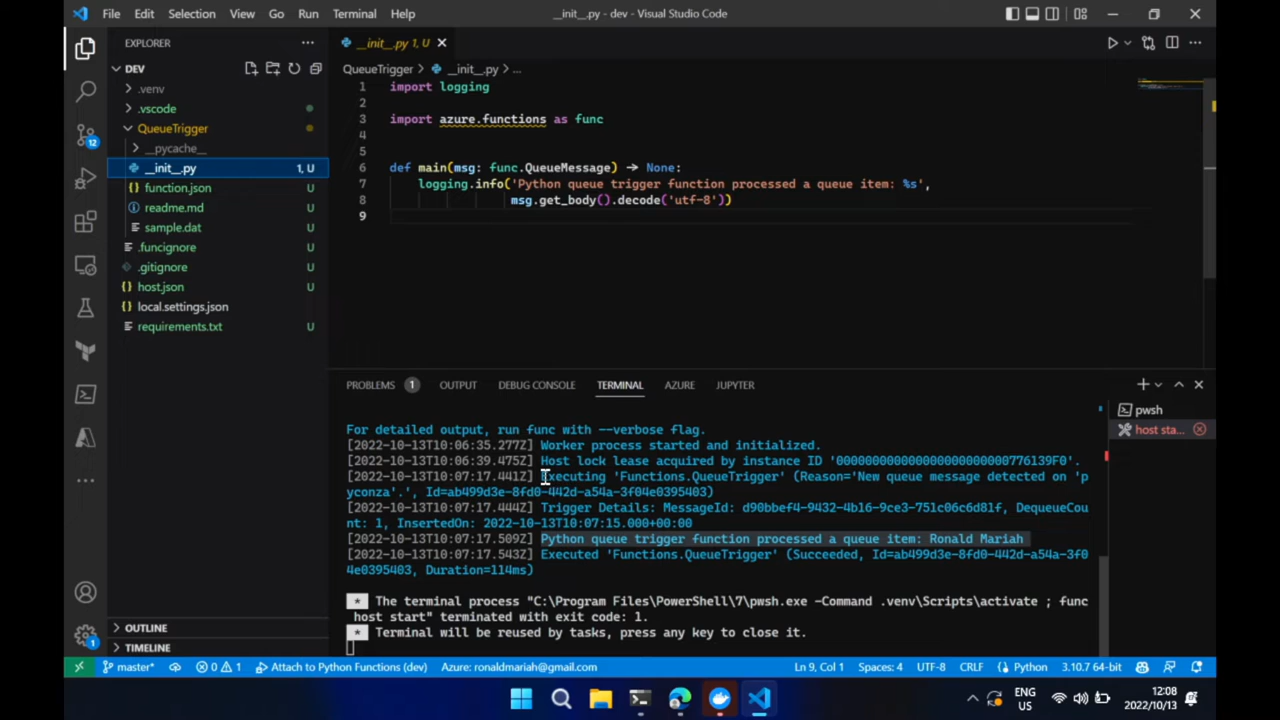 File Edit Selection View Go Run Terminal Help __init__.py - dev - Visual Studio Code
EXPLORER
DEV
.venv
.vscode
QueueTrigger
__pycache__
__init__.py 1, U
function.json U
readme.md U
sample.dat U
.funcignore U
.gitignore U
host.json U
local.settings.json
requirements.txt U
OUTLINE
TIMELINE
__init__.py 1, U
QueueTrigger > __init__.py > ...
1 import logging
2
3 import azure.functions as func
4
5
6 def main(msg: func.QueueMessage) -> None:
7 logging.info('Python queue trigger function processed a queue item: %s',
8 msg.get_body().decode('utf-8'))
9
PROBLEMS 1 OUTPUT DEBUG CONSOLE TERMINAL AZURE JUPYTER
pwsh
host sta...
For detailed output, run func with --verbose flag.
[2022-10-13T10:06:35.277Z] Worker process started and initialized.
[2022-10-13T10:06:39.475Z] Host lock lease acquired by instance ID '000000000000000000000000776139F0'.
[2022-10-13T10:07:17.441Z] Executing 'Functions.QueueTrigger' (Reason='New queue message detected on 'p
yconza'.', Id=ab499d3e-8fd0-442d-a54a-3f04e0395403)
[2022-10-13T10:07:17.444Z] Trigger Details: MessageId: d90bbef4-9432-4b16-9ce3-751c06c6d81f, DequeueCou
nt: 1, InsertedOn: 2022-10-13T10:07:15.000+00:00
[2022-10-13T10:07:17.509Z] Python queue trigger function processed a queue item: Ronald Mariah
[2022-10-13T10:07:17.543Z] Executed 'Functions.QueueTrigger' (Succeeded, Id=ab499d3e-8fd0-442d-a54a-3f0
4e0395403, Duration=114ms)
* The terminal process "C:\Program Files\PowerShell\7\pwsh.exe -Command .venv\Scripts\activate ; func
host start" terminated with exit code: 1.
* Terminal will be reused by tasks, press any key to close it.
12
1
master* 0 1 Attach to Python Functions (dev) Azure: ronaldmariah@gmail.com Ln 9, Col 1 Spaces: 4 UTF-8 CRLF Python 3.10.7 64-bit
ENG
US
12:08
2022/10/13